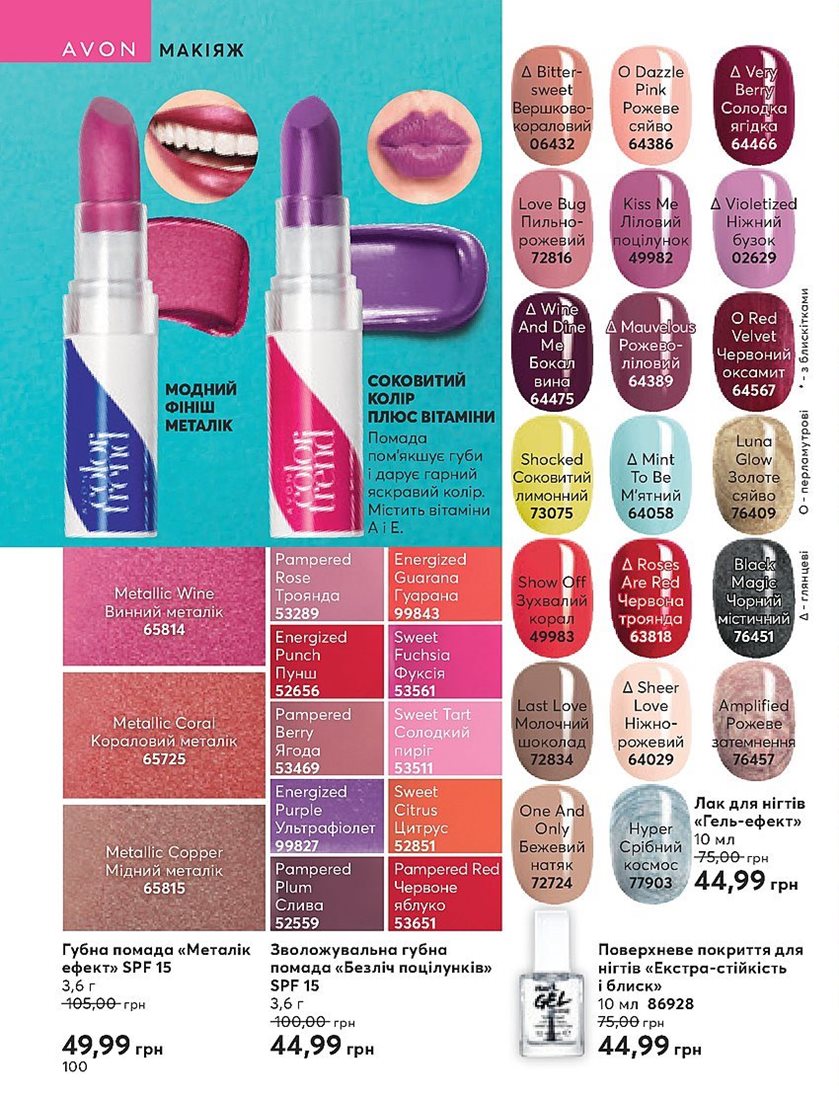 AVON МАКІЯЖ
МОДНИЙ
ФІНІШ
МЕТАЛІК
color
trend
AVON
color
trend
СОКОВИТИЙ
КОЛІР
ПЛЮС ВІТАМІНИ
Помада
пом'якшує губи
і дарує гарний
яскравий колір.
Містить вітаміни
А і Е.
Metallic Wine
Винний металік
65814
Metallic Coral
Кораловий металік
65725
Metallic Copper
Мідний металік
65815
Pampered
Rose
Троянда
53289
Energized
Guarana
Гуарана
99843
Energized
Punch
Пунш
52656
Sweet
Fuchsia
Фуксія
53561
Pampered
Berry
Ягода
53469
Sweet Tart
Солодкий
пиріг
53511
Energized
Purple
Ультрафіолет
99827
Sweet
Citrus
Цитрус
52851
Pampered
Plum
Слива
52559
Pampered Red
Червоне
яблуко
53651
Губна помада «Металік
ефект» SPF 15
3,6 г
105,00 грн
49,99 грн
100
Зволожувальна губна
помада «Безліч поцілунків»
SPF 15
3,6 г
100,00 грн
44,99 грн
Δ Bitter-
sweet
Вершково-
кораловий
06432
O Dazzle
Pink
Рожеве
сяйво
64386
Δ Very
Berry
Солодка
ягідка
64466
Love Bug
Пильно-
рожевий
72816
Kiss Me
Ліловий
поцілунок
49982
Δ Violetized
Ніжний
бузок
02629
Δ Wine
And Dine
Me
Бокал
вина
64475
Δ Mauvelous
Рожево-
ліловий
64389
O Red
Velvet
Червоний
оксамит
64567
Shocked
Соковитий
лимонний
73075
Δ Mint
To Be
М'ятний
64058
Luna
Glow
Золоте
сяйво
76409
Show Off
Зухвалий
корал
49983
Δ Roses
Are Red
Червона
троянда
63818
Black
Magic
Чорний
містичний
76451
Last Love
Молочний
шоколад
72834
Δ Sheer
Love
Ніжно-
рожевий
64029
Amplified
Рожеве
затемнення
76457
One And
Only
Бежевий
натяк
72724
Hyper
Срібний
космос
77903
Δ - глянцеві O - перламутрові * - з блискітками
Лак для нігтів
«Гель-ефект»
10 мл
75,00 грн
44,99 грн
GEL
Поверхневе покриття для
нігтів «Екстра-стійкість
і блиск»
10 мл 86928
75,00 грн
44,99 грн